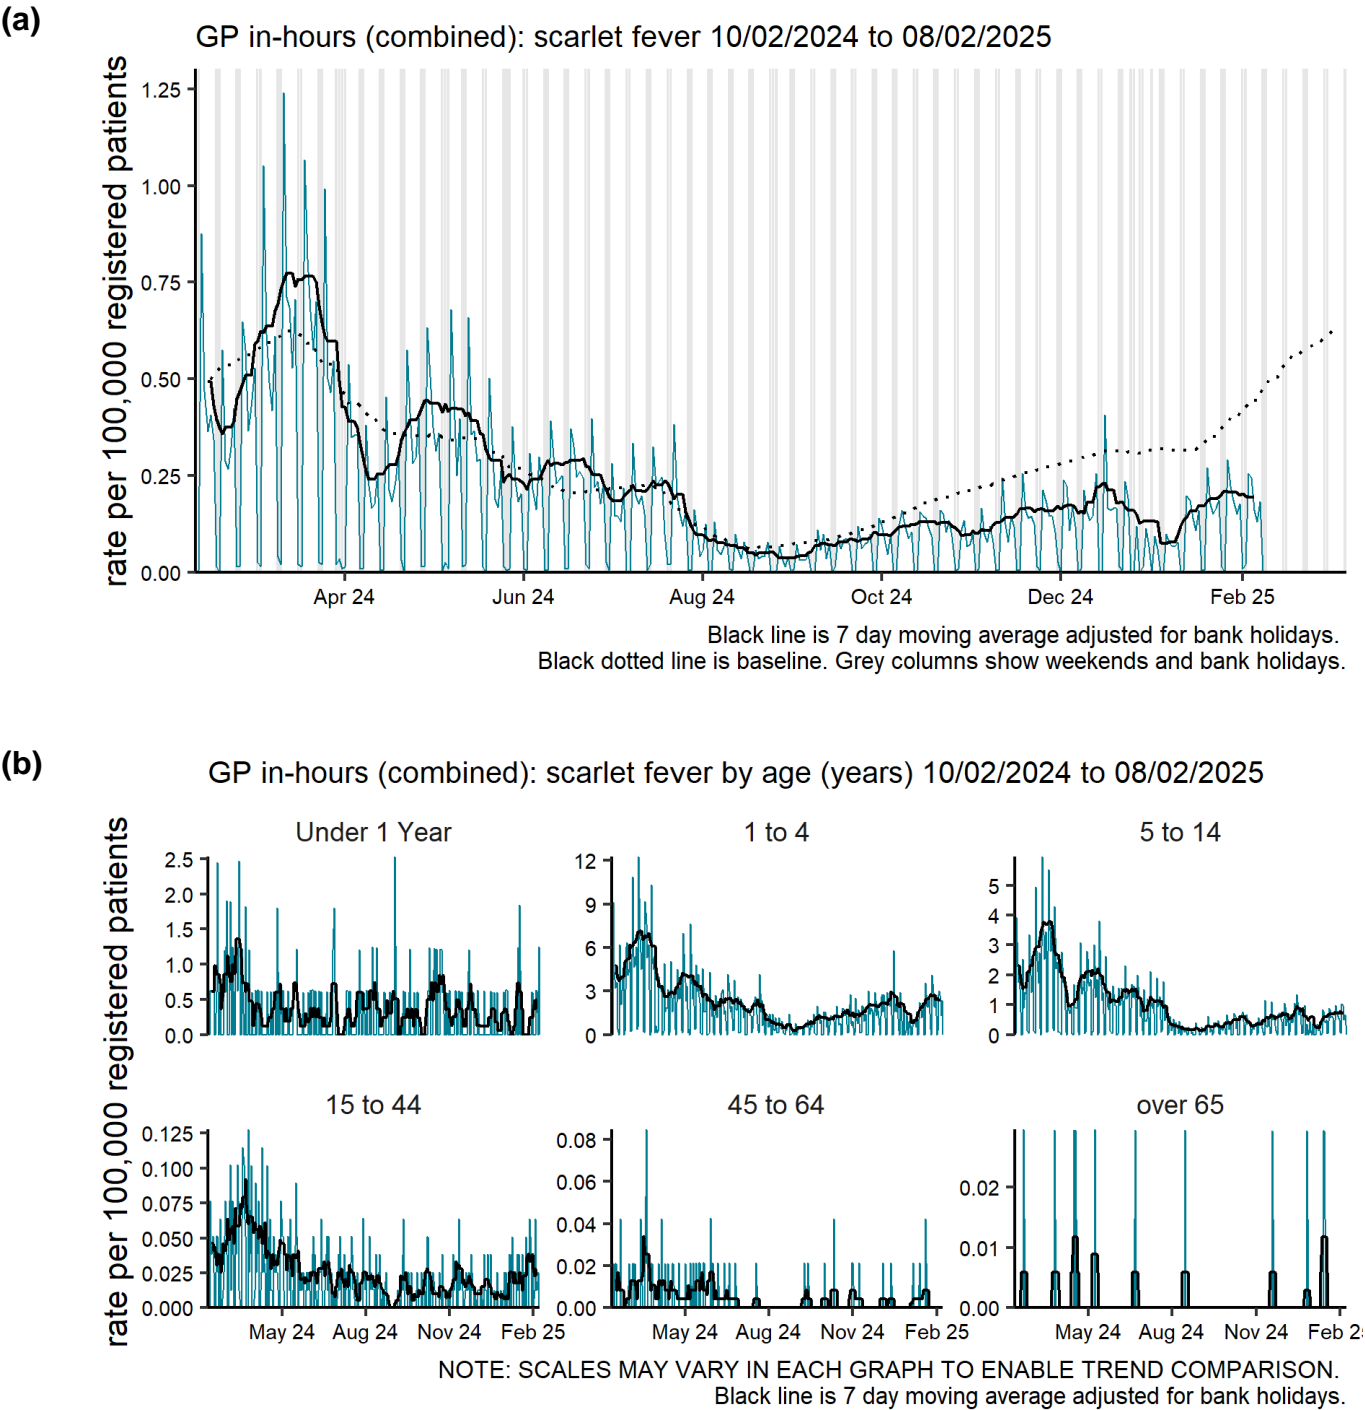 (a)
GP in-hours (combined): scarlet fever 10/02/2024 to 08/02/2025
rate per 100,000 registered patients
1.25
1.00
0.75
0.50
0.25
0.00
Apr 24 Jun 24 Aug 24 Oct 24 Dec 24 Feb 25
Black line is 7 day moving average adjusted for bank holidays.
Black dotted line is baseline. Grey columns show weekends and bank holidays.
(b)
GP in-hours (combined): scarlet fever by age (years) 10/02/2024 to 08/02/2025
rate per 100,000 registered patients
Under 1 Year
2.5
2.0
1.5
1.0
0.5
0.0
1 to 4
12
9
6
3
0
5 to 14
5
4
3
2
1
0
rate per 100,000 registered patients
15 to 44
0.125
0.100
0.075
0.050
0.025
0.000
May 24 Aug 24 Nov 24 Feb 25
45 to 64
0.08
0.06
0.04
0.02
0.00
May 24 Aug 24 Nov 24 Feb 25
over 65
0.02
0.01
0.00
May 24 Aug 24 Nov 24 Feb 2
NOTE: SCALES MAY VARY IN EACH GRAPH TO ENABLE TREND COMPARISON.
Black line is 7 day moving average adjusted for bank holidays.